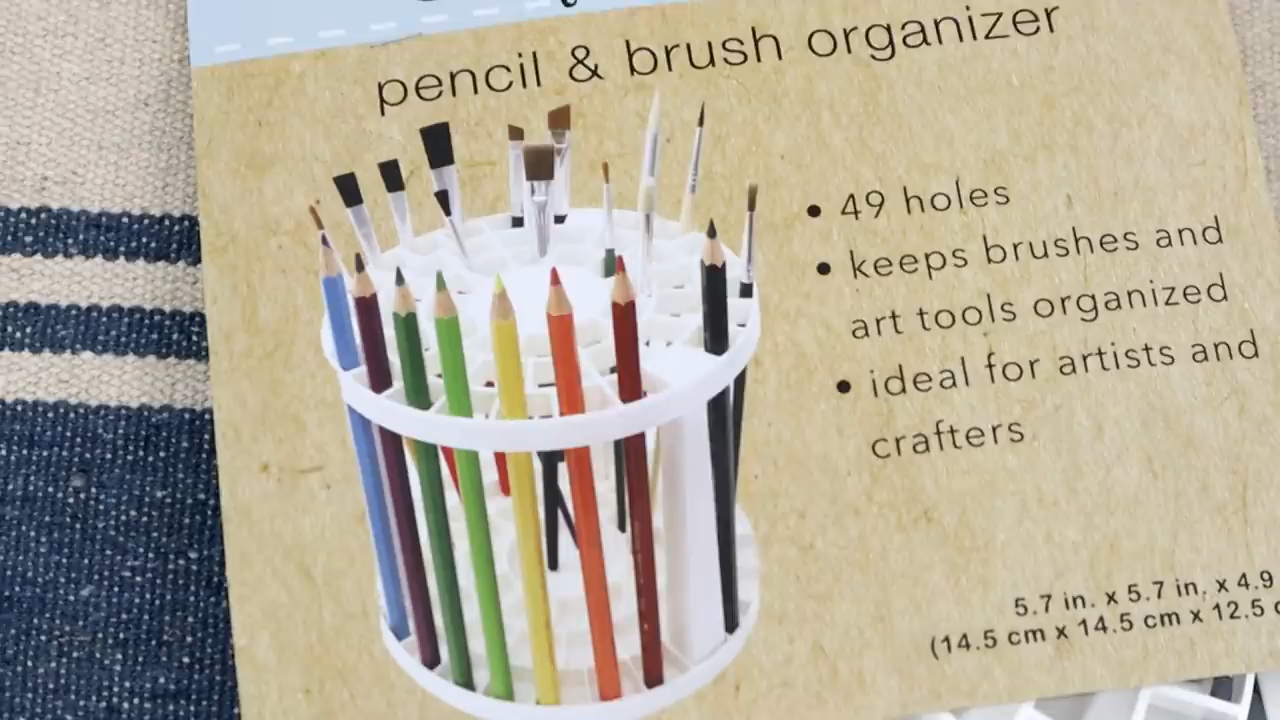 pencil & brush organizer
• 49 holes
• keeps brushes and
art tools organized
• ideal for artists and
crafters
5.7 in. x 5.7 in. x 4.9
(14.5 cm x 14.5 cm x 12.5